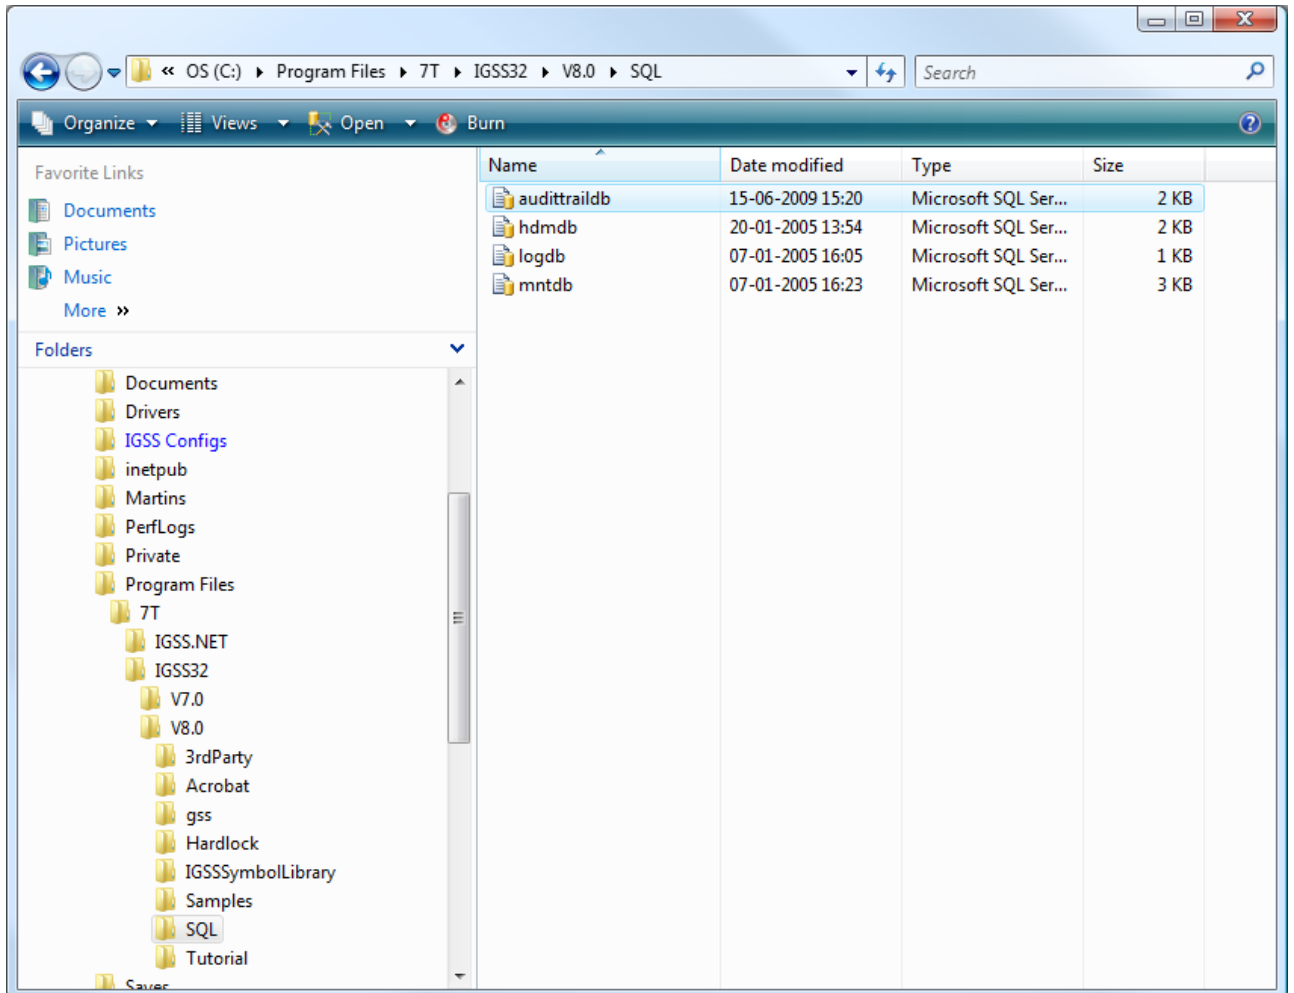 « OS (C:) ▸ Program Files ▸ 7T ▸ IGSS32 ▸ V8.0 ▸ SQL
Search
Organize Views Open Burn
Favorite Links
Documents
Pictures
Music
More »
Folders
Documents
Drivers
IGSS Configs
inetpub
Martins
PerfLogs
Private
Program Files
7T
IGSS.NET
IGSS32
V7.0
V8.0
3rdParty
Acrobat
gss
Hardlock
IGSSSymbolLibrary
Samples
SQL
Tutorial
Saves
Name Date modified Type Size
audittraildb 15-06-2009 15:20 Microsoft SQL Ser... 2 KB
hdmdb 20-01-2005 13:54 Microsoft SQL Ser... 2 KB
logdb 07-01-2005 16:05 Microsoft SQL Ser... 1 KB
mntdb 07-01-2005 16:23 Microsoft SQL Ser... 3 KB